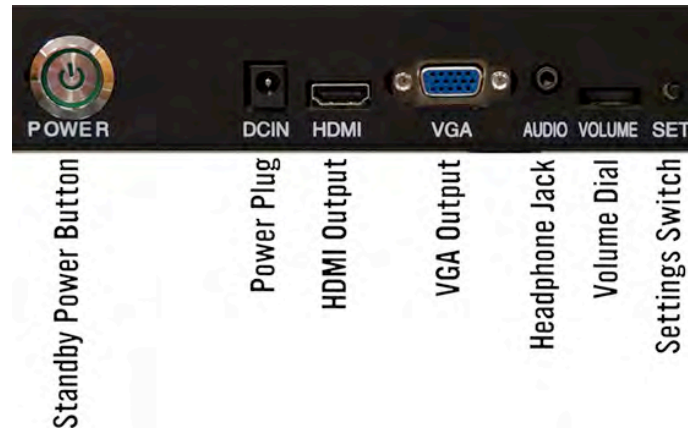 POWER
DCIN
HDMI
VGA
AUDIO
VOLUME
SET
Standby Power Button
Power Plug
HDMI Output
VGA Output
Headphone Jack
Volume Dial
Settings Switch